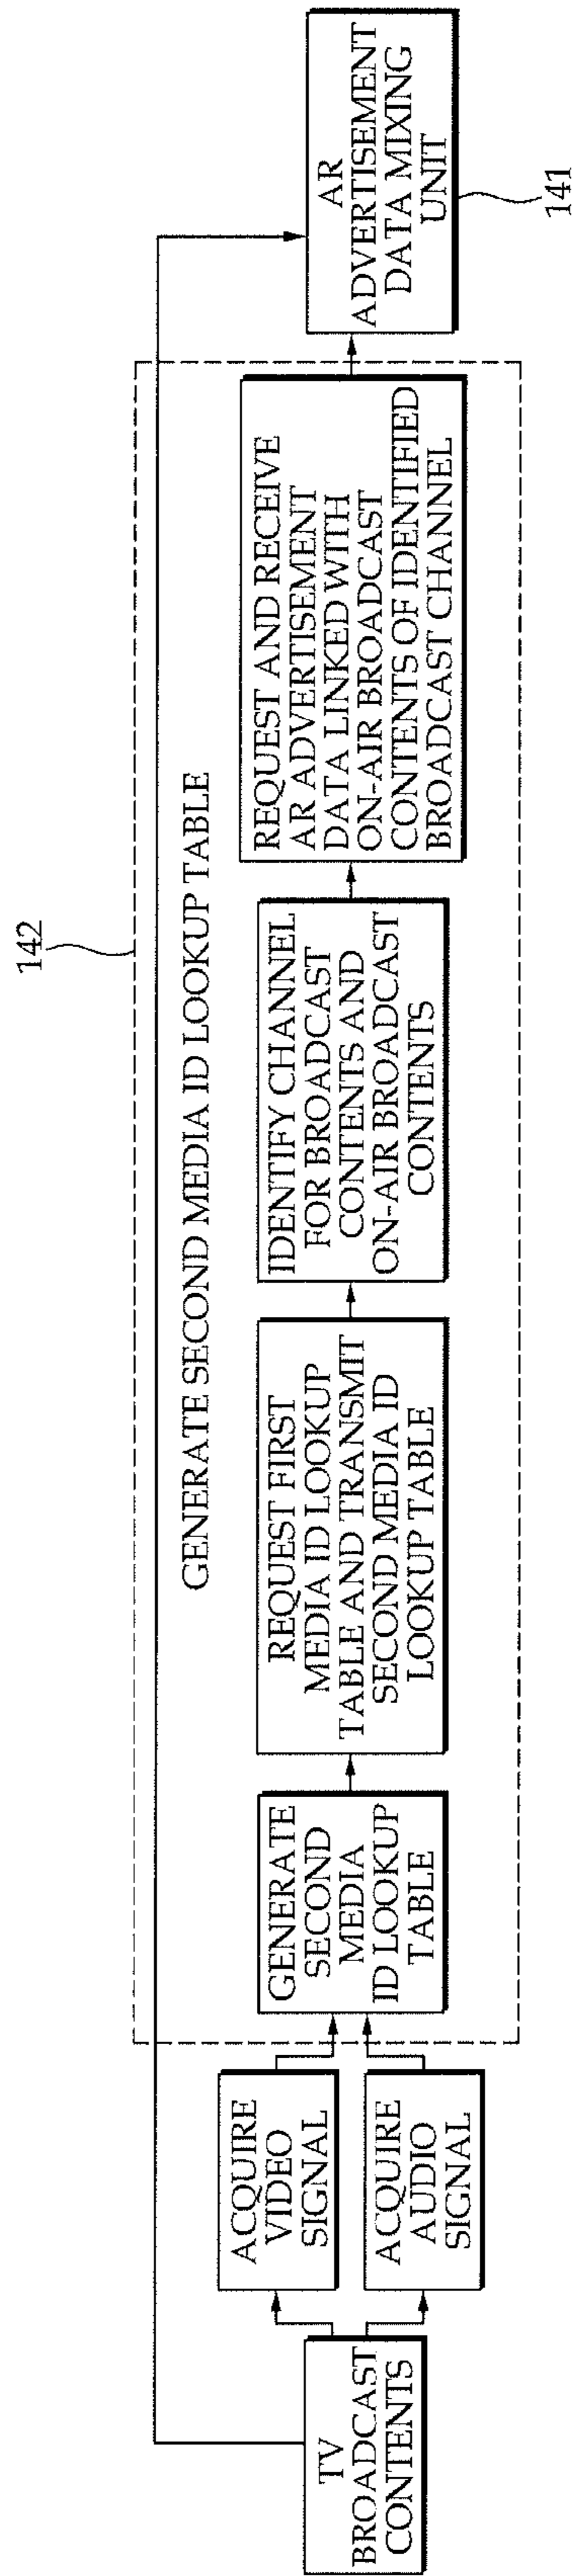 TV
BROADCAST
CONTENTS
ACQUIRE
VIDEO
SIGNAL
ACQUIRE
AUDIO
SIGNAL
142
GENERATE SECOND MEDIA ID LOOKUP TABLE
GENERATE
SECOND
MEDIA
ID LOOKUP
TABLE
REQUEST FIRST
MEDIA ID LOOKUP
TABLE AND TRANSMIT
SECOND MEDIA ID
LOOKUP TABLE
IDENTIFY CHANNEL
FOR BROADCAST
CONTENTS AND
ON-AIR BROADCAST
CONTENTS
REQUEST AND RECEIVE
AR ADVERTISEMENT
DATA LINKED WITH
ON-AIR BROADCAST
CONTENTS OF IDENTIFIED
BROADCAST CHANNEL
AR
ADVERTISEMENT
DATA MIXING
UNIT
141